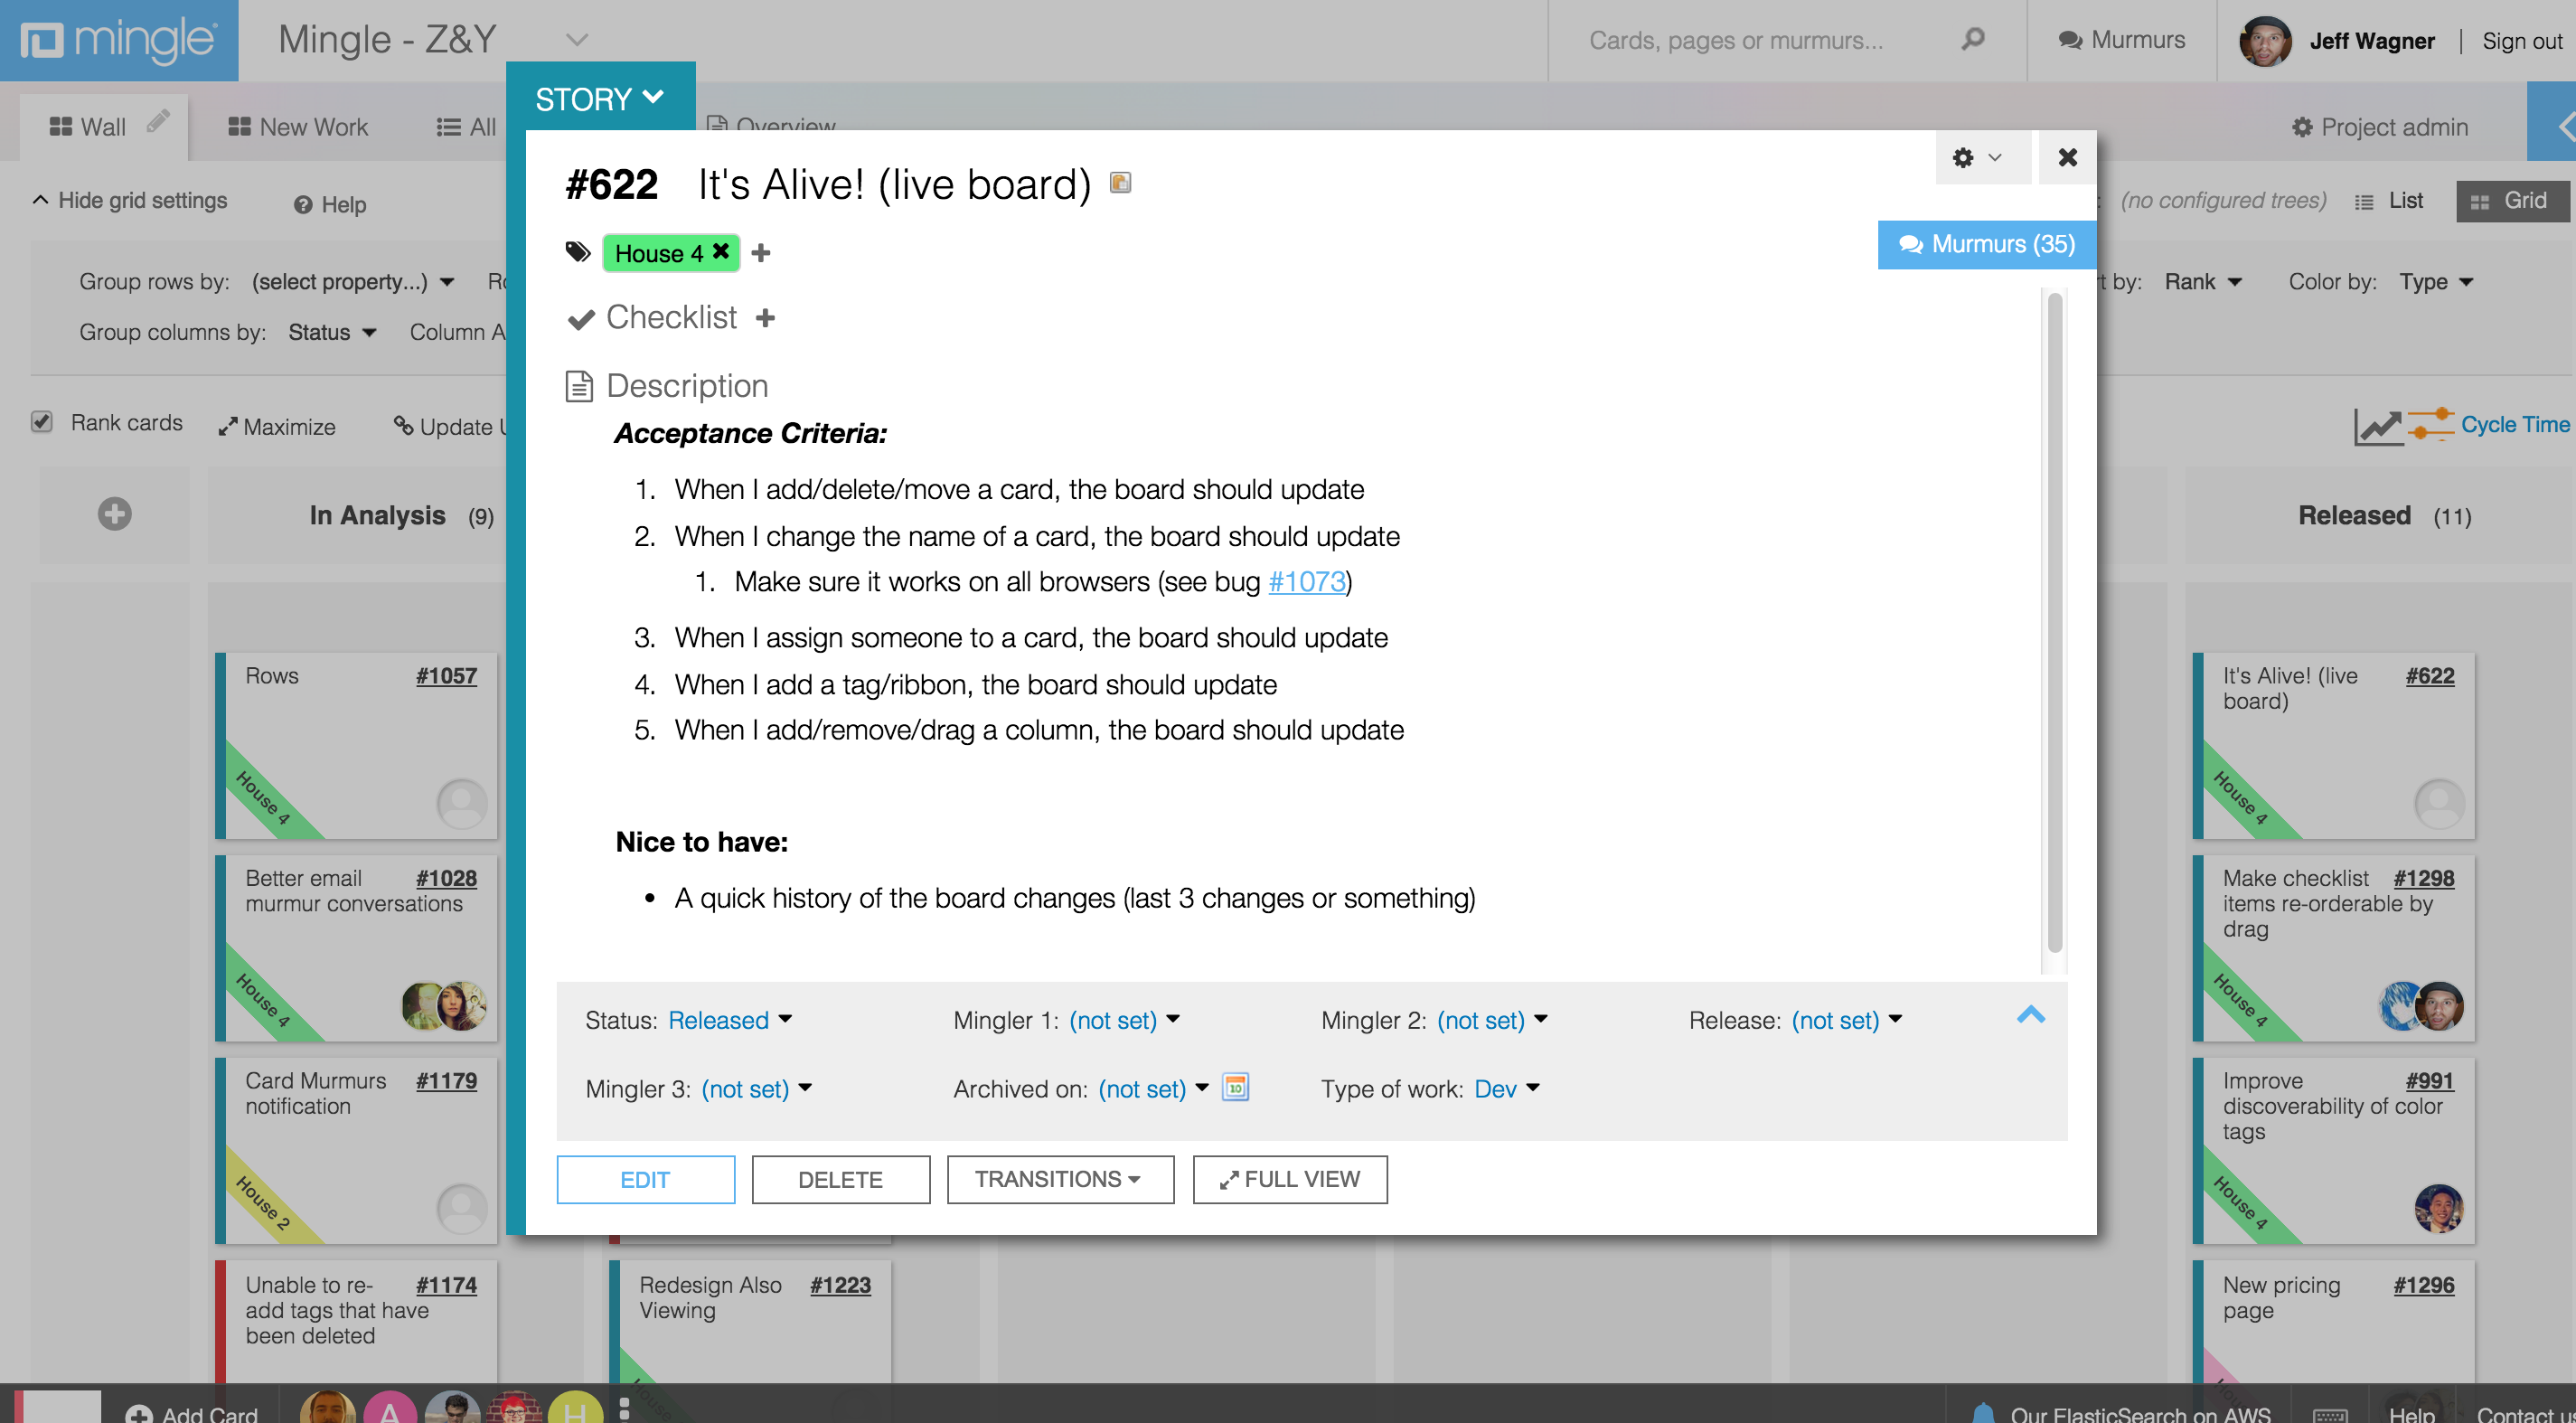 mingle
Mingle - Z&Y
Cards, pages or murmurs...
Murmurs
Jeff Wagner | Sign out
STORY
Wall
New Work
All
Overview
Project admin
Hide grid settings
Help
(no configured trees)
List
Grid
Group rows by: (select property...)
by: Rank
Color by: Type
Group columns by: Status
Column A
Rank cards
Maximize
Update U
Cycle Time
#622 It's Alive! (live board)
House 4
Murmurs (35)
Checklist
Description
Acceptance Criteria:
1. When I add/delete/move a card, the board should update
2. When I change the name of a card, the board should update
1. Make sure it works on all browsers (see bug #1073)
3. When I assign someone to a card, the board should update
4. When I add a tag/ribbon, the board should update
5. When I add/remove/drag a column, the board should update
Nice to have:
• A quick history of the board changes (last 3 changes or something)
Status: Released
Mingler 1: (not set)
Mingler 2: (not set)
Release: (not set)
Mingler 3: (not set)
Archived on: (not set)
10
Type of work: Dev
EDIT
DELETE
TRANSITIONS
FULL VIEW
In Analysis (9)
Rows #1057
House 4
Better email #1028
murmur conversations
House 4
Card Murmurs #1179
notification
House 2
Unable to re- #1174
add tags that have
been deleted
Redesign Also #1223
Viewing
House
Released (11)
It's Alive! (live #622
board)
House 4
Make checklist #1298
items re-orderable by
drag
House 4
Improve #991
discoverability of color
tags
House 4
New pricing #1296
page
Add Card
A
H
Our ElasticSearch on AWS
Help
Contact us